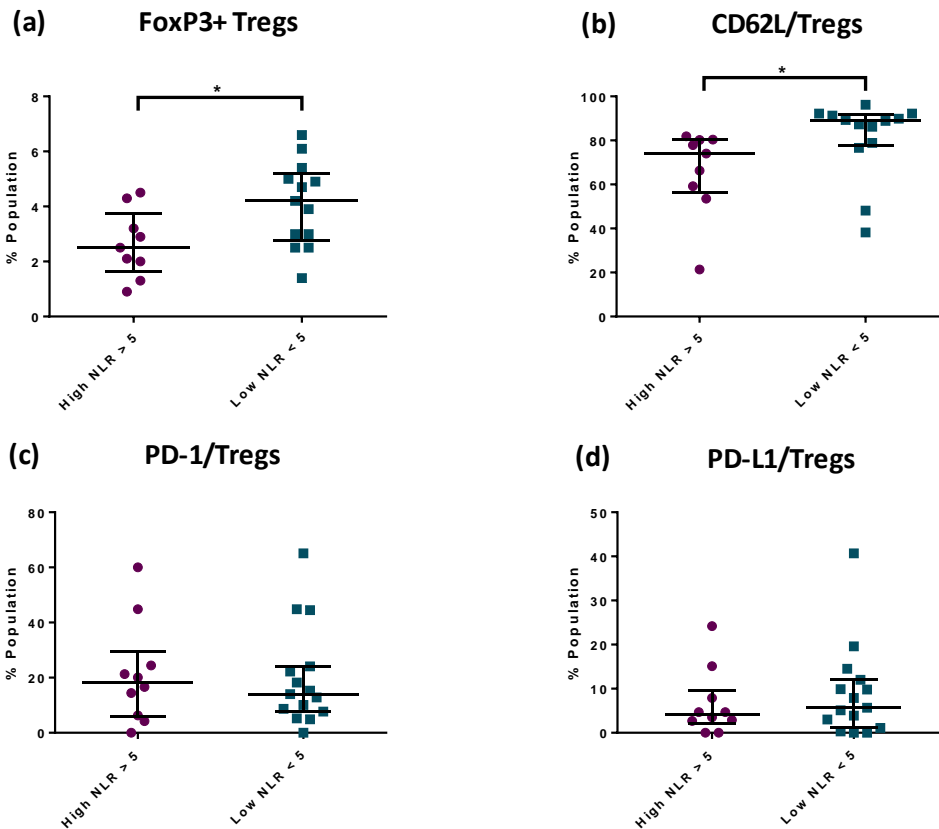 (a) FoxP3+ Tregs
*
8
6
4
2
0
% Population
High NLR > 5
Low NLR < 5
(b) CD62L/Tregs
*
100
80
60
40
20
0
% Population
High NLR > 5
Low NLR < 5
(c) PD-1/Tregs
80
60
40
20
0
% Population
High NLR > 5
Low NLR < 5
(d) PD-L1/Tregs
50
40
30
20
10
0
% Population
High NLR > 5
Low NLR < 5